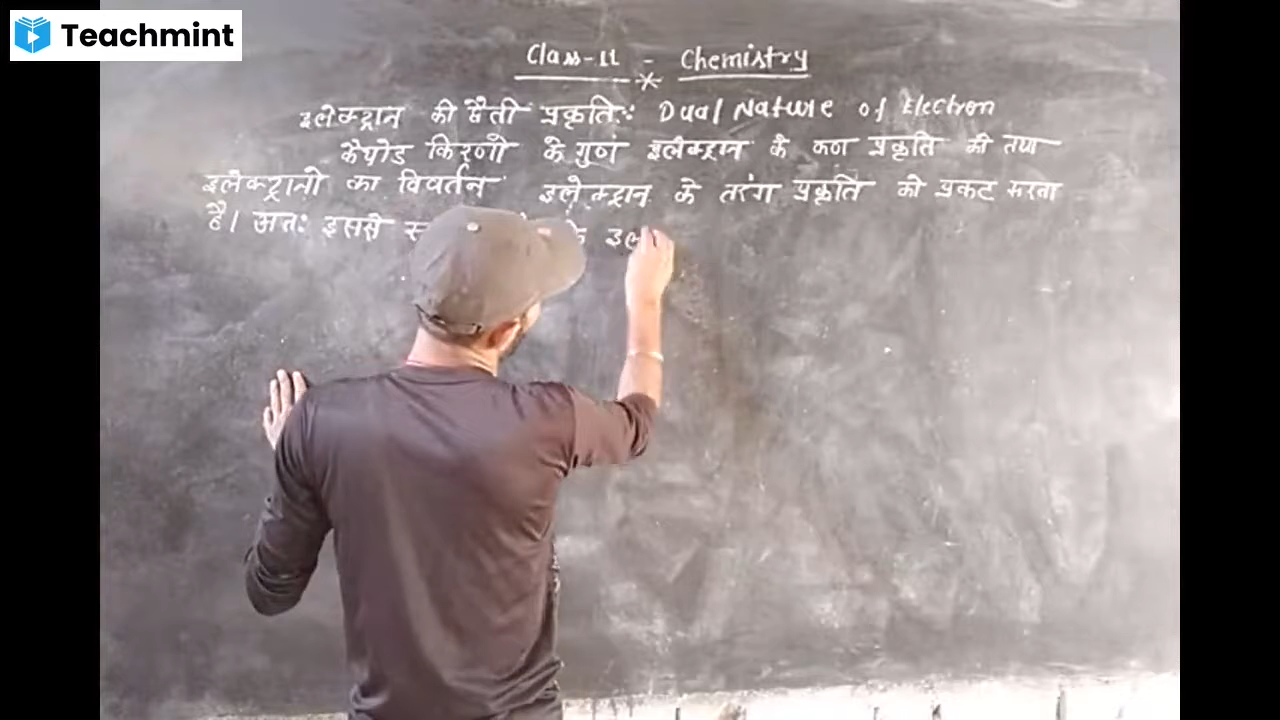 Teachmint
Class-11 - Chemistry
इलेक्ट्रान की द्वैती प्रकृतिः: Dual Nature of Electron
कैथोड किरणो के गुण इलेक्ट्रान के कण प्रकृति को तथा
इलेक्ट्रानो का विवर्तन इलेक्ट्रान के तरंग प्रकृति को प्रकट करता
है। अतः इससे